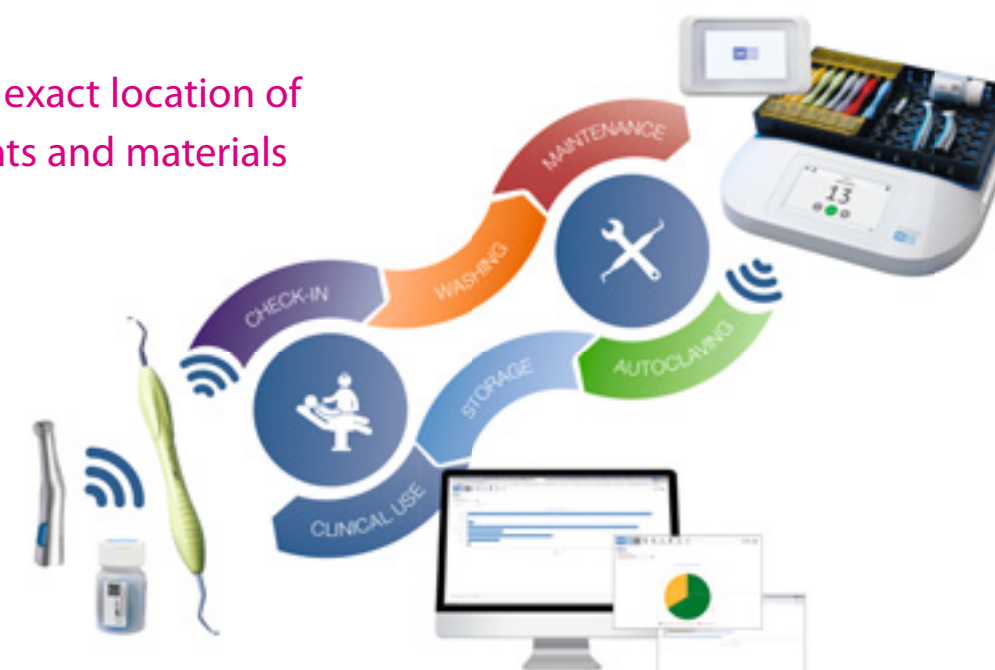 exact location of
nts and materials
MAINTENANCE
WASHING
CHECK-IN
13
AUTOCLAVING
STORAGE
CLINICAL USE